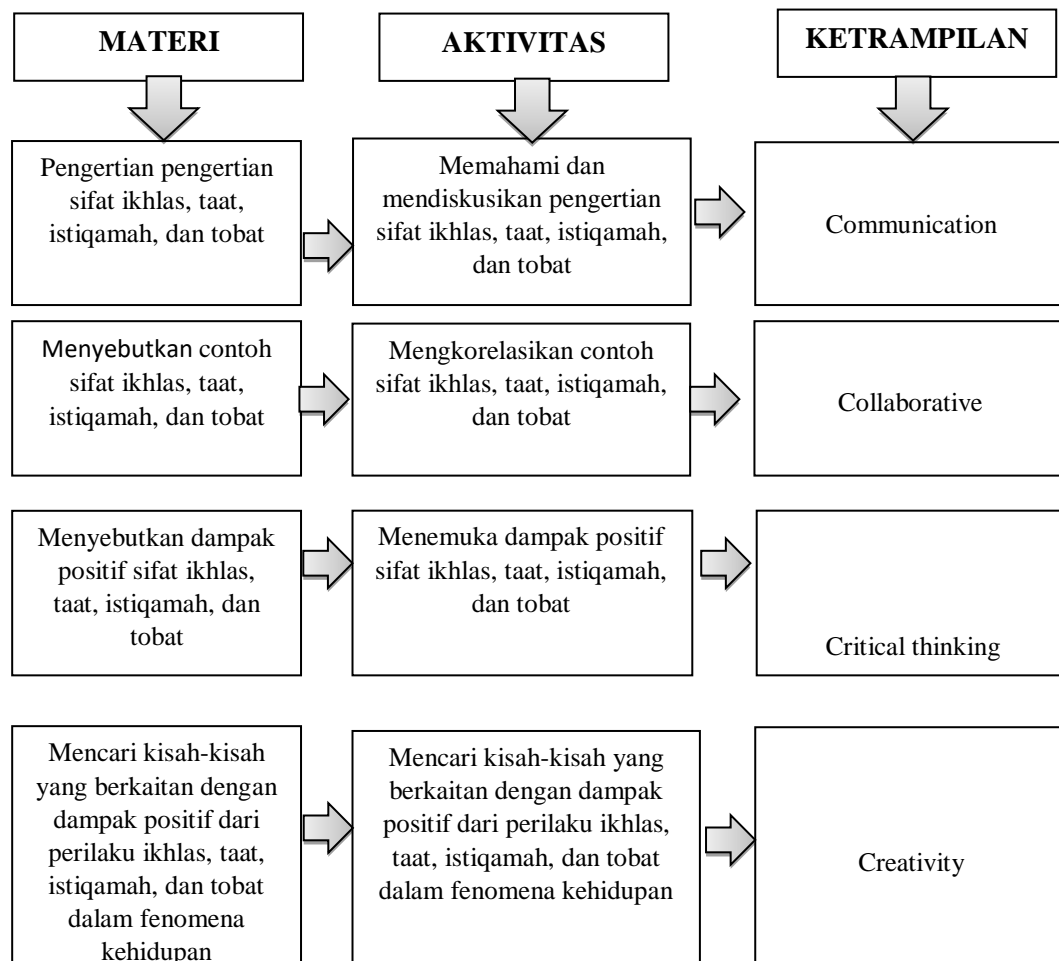 MATERI
AKTIVITAS
KETRAMPILAN
Pengertian pengertian
sifat ikhlas, taat,
istiqamah, dan tobat
Memahami dan
mendiskusikan pengertian
sifat ikhlas, taat, istiqamah,
dan tobat
Communication
Menyebutkan contoh
sifat ikhlas, taat,
istiqamah, dan tobat
Mengkorelasikan contoh
sifat ikhlas, taat, istiqamah,
dan tobat
Collaborative
Menyebutkan dampak
positif sifat ikhlas,
taat, istiqamah, dan
tobat
Menemuka dampak positif
sifat ikhlas, taat, istiqamah,
dan tobat
Critical thinking
Mencari kisah-kisah
yang berkaitan dengan
dampak positif dari
perilaku ikhlas, taat,
istiqamah, dan tobat
dalam fenomena
kehidupan
Mencari kisah-kisah yang
berkaitan dengan dampak
positif dari perilaku ikhlas,
taat, istiqamah, dan tobat
dalam fenomena kehidupan
Creativity